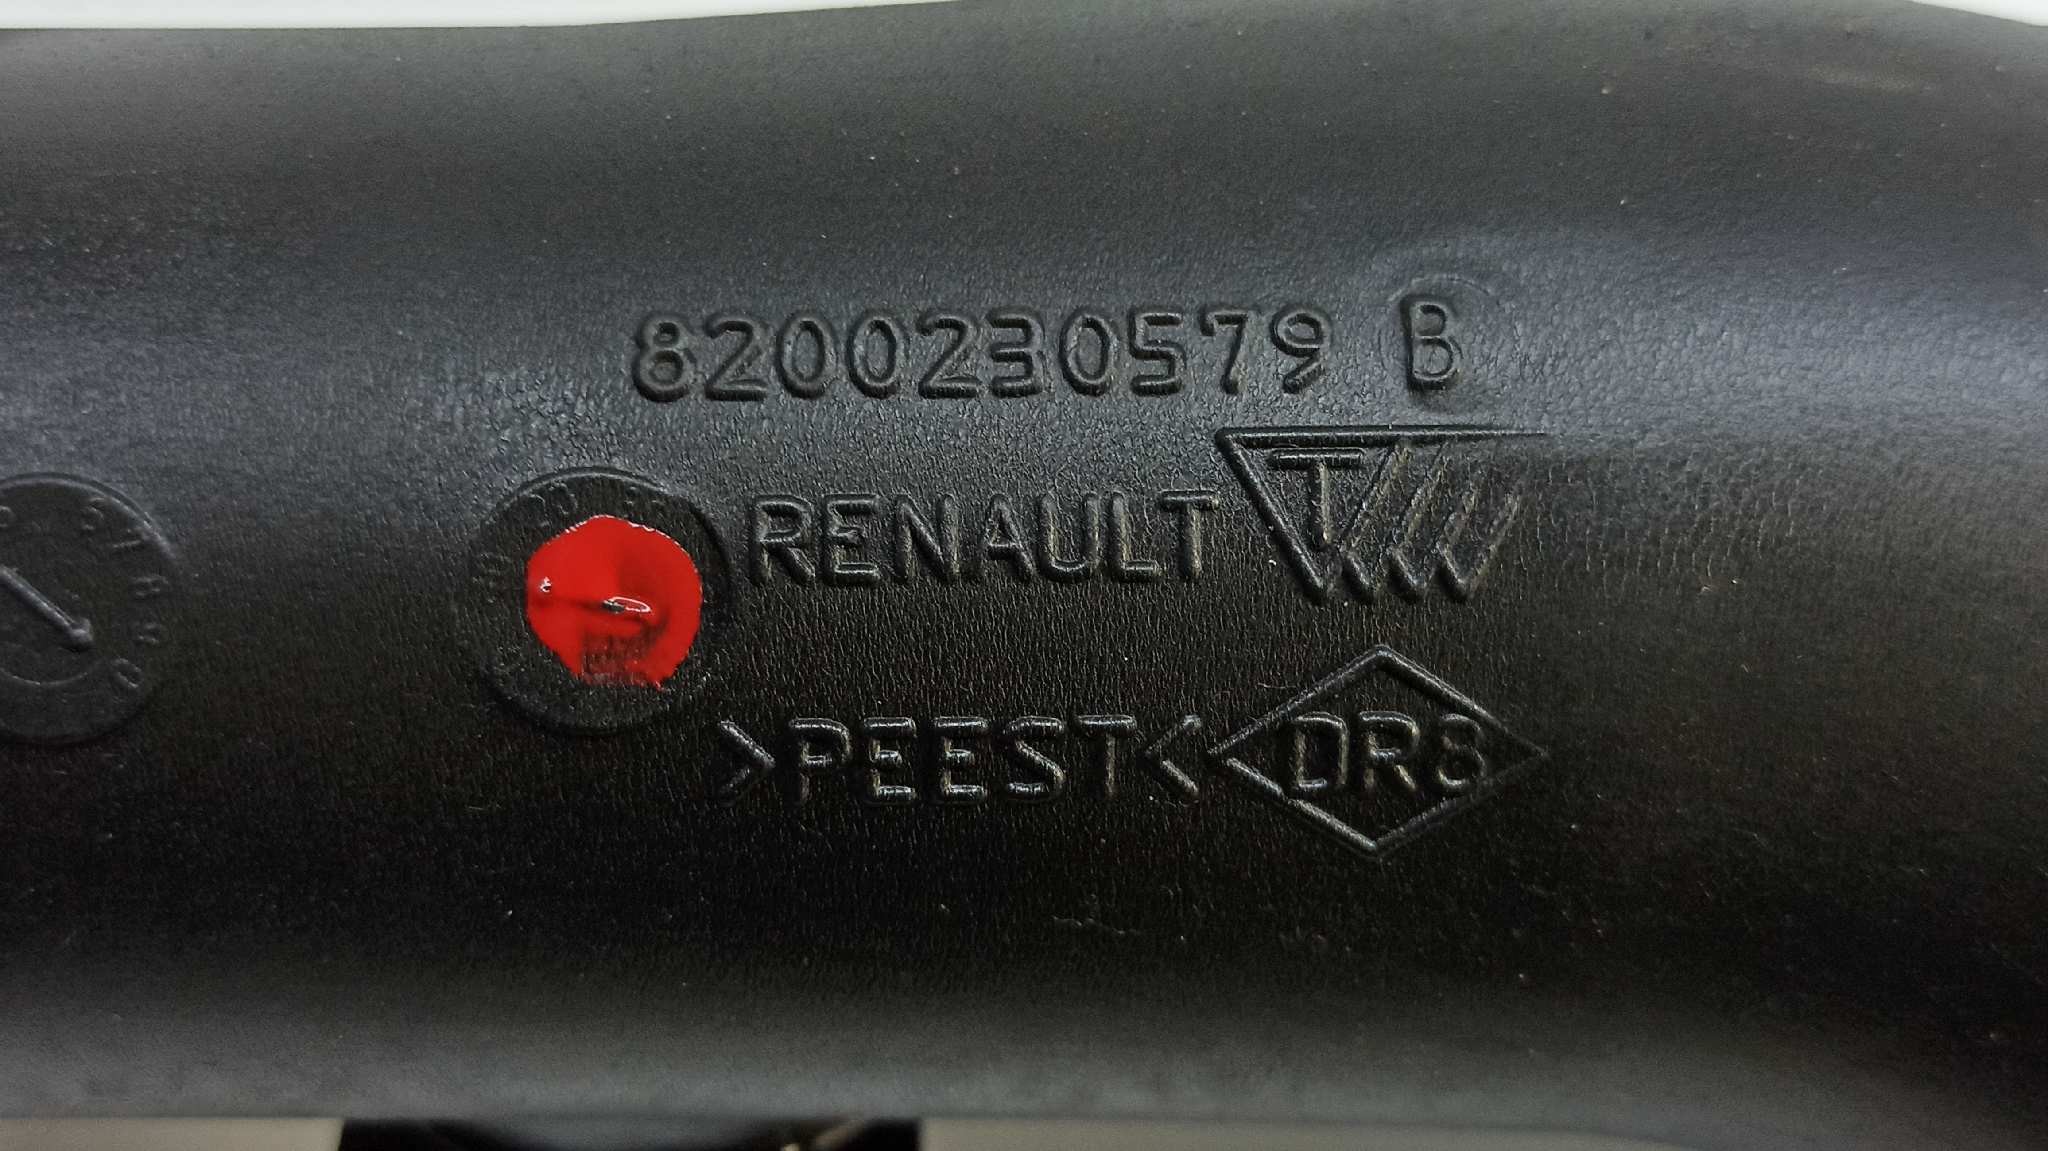 8200230579 B
RENAULT T
>PEEST< DR8